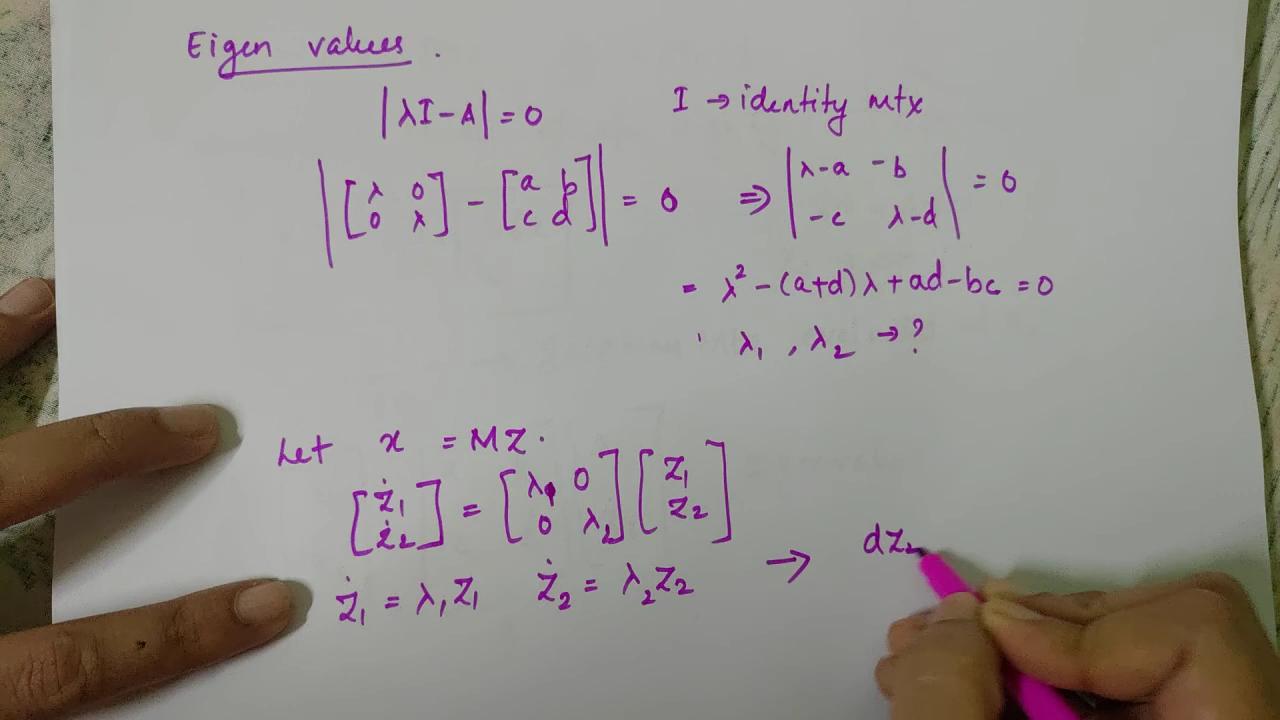 Eigen values .
|λI-A| = 0 I → identity mtx
|[λ 0; 0 λ] - [a b; c d]| = 0 ⇒ |λ-a -b; -c λ-d| = 0
= λ² - (a+d)λ + ad - bc = 0
λ₁ , λ₂ → ?
Let x = MZ.
[ż₁; ż₂] = [λ₁ 0; 0 λ₂] [Z₁; Z₂]
ż₁ = λ₁Z₁ ż₂ = λ₂Z₂ → dZ₂